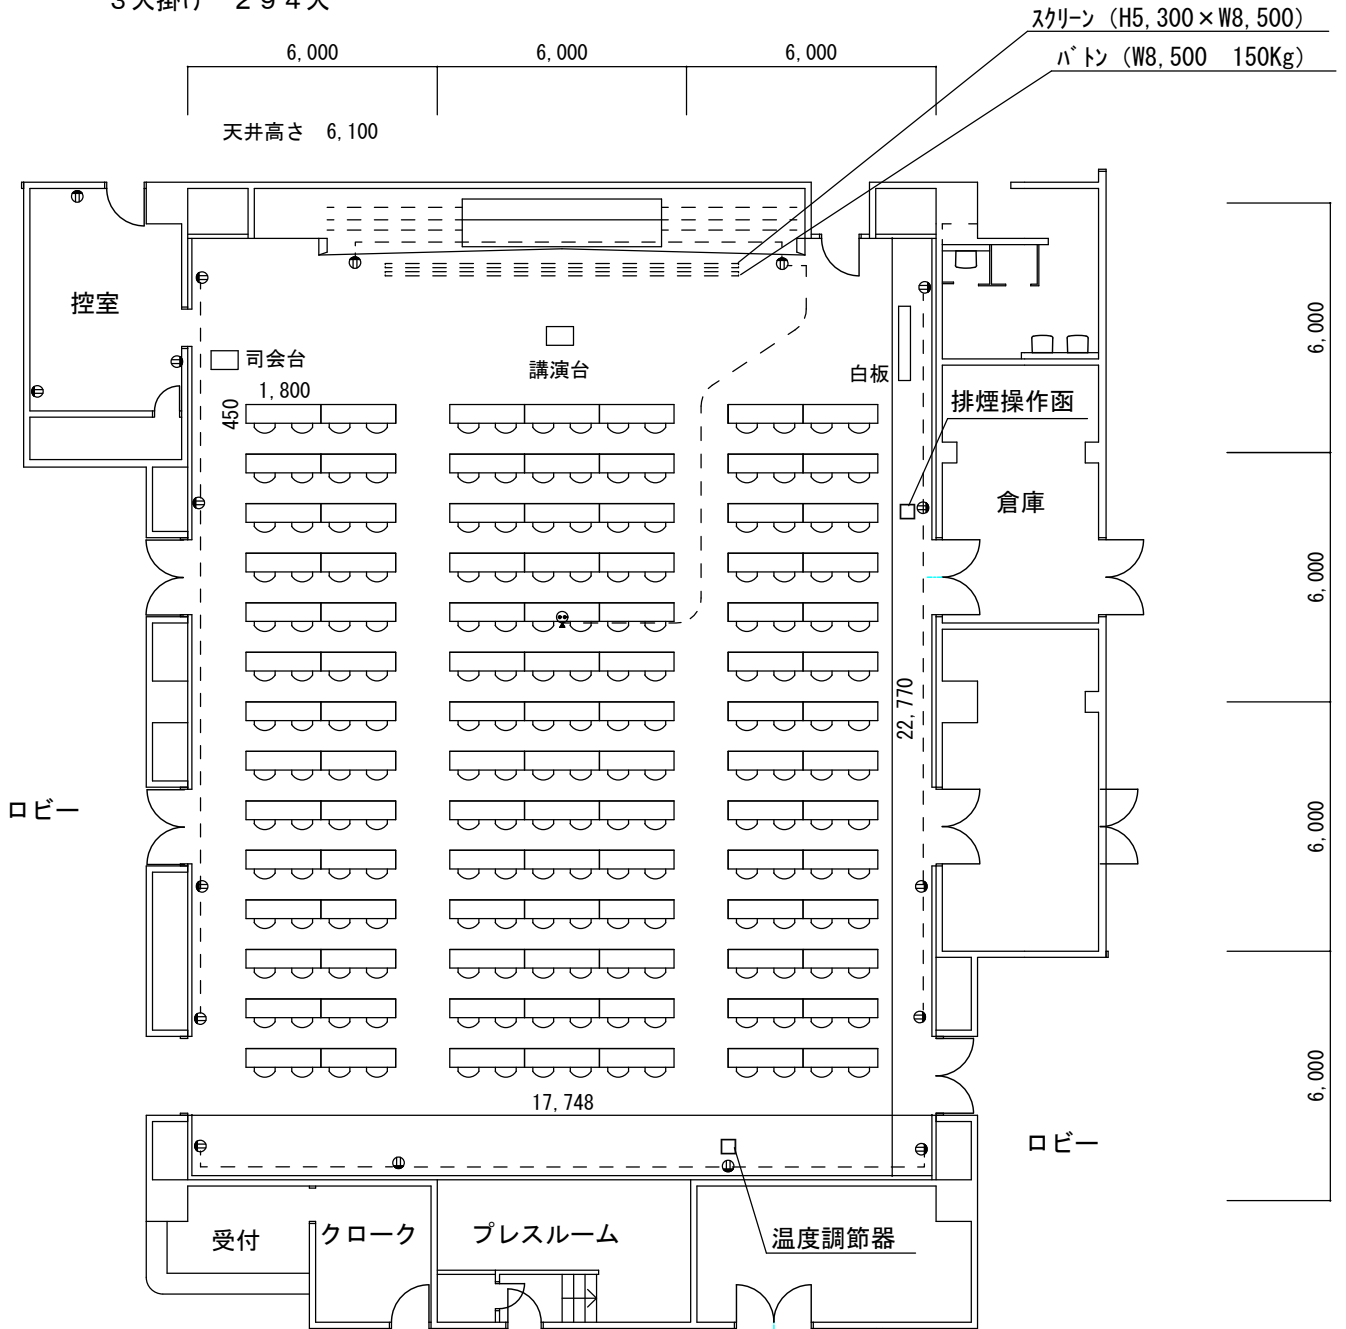 ３人掛け　２９４人
ｽｸﾘｰﾝ (H5,300×W8,500)
ﾊﾞﾄﾝ (W8,500　150Kg)
6,000
6,000
6,000
天井高さ　6,100
控室
司会台
講演台
白板
1,800
450
排煙操作函
倉庫
6,000
6,000
6,000
6,000
22,770
ロビー
17,748
ロビー
受付
クローク
プレスルーム
温度調節器